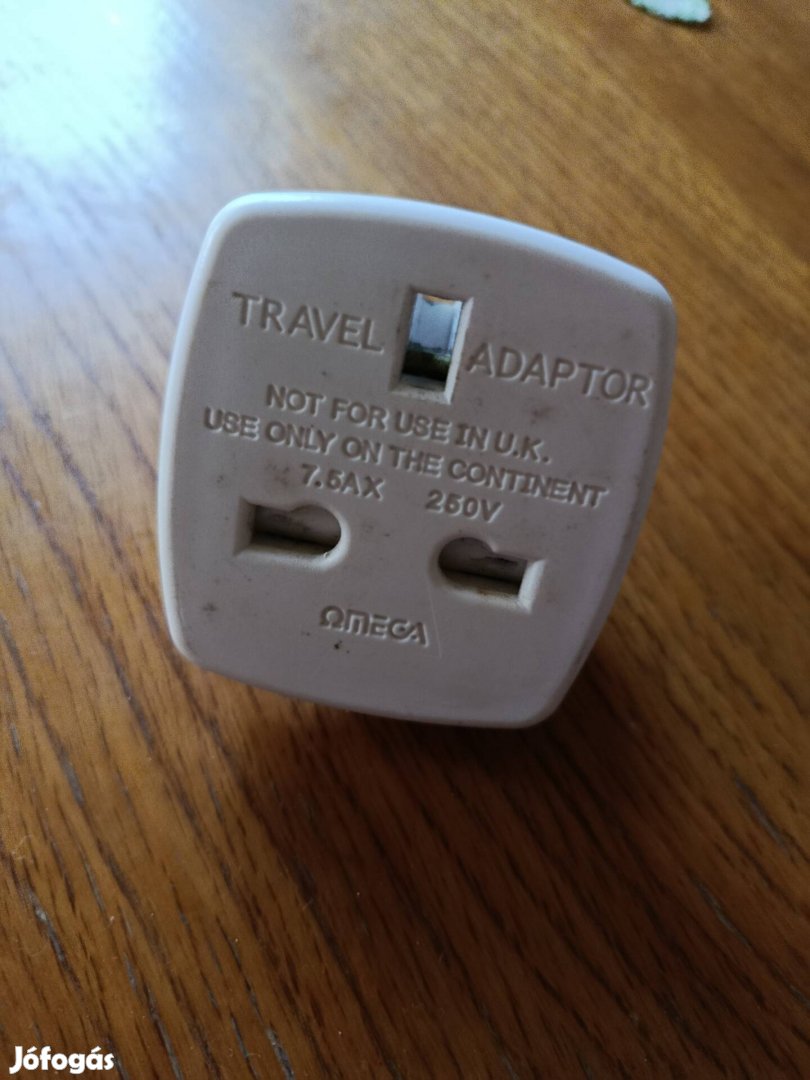 TRAVEL ADAPTOR
NOT FOR USE IN U.K.
USE ONLY ON THE CONTINENT
7.5AX 250V
ΩMEGA
Jófogás